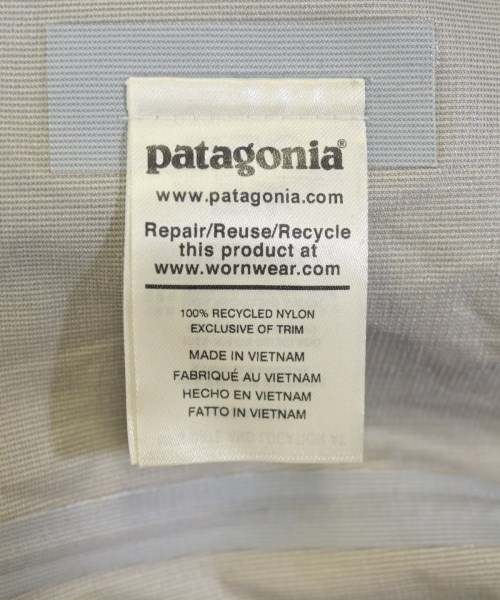 patagonia®
www.patagonia.com
Repair/Reuse/Recycle
this product at
www.wornwear.com
100% RECYCLED NYLON
EXCLUSIVE OF TRIM
MADE IN VIETNAM
FABRIQUÉ AU VIETNAM
HECHO EN VIETNAM
FATTO IN VIETNAM